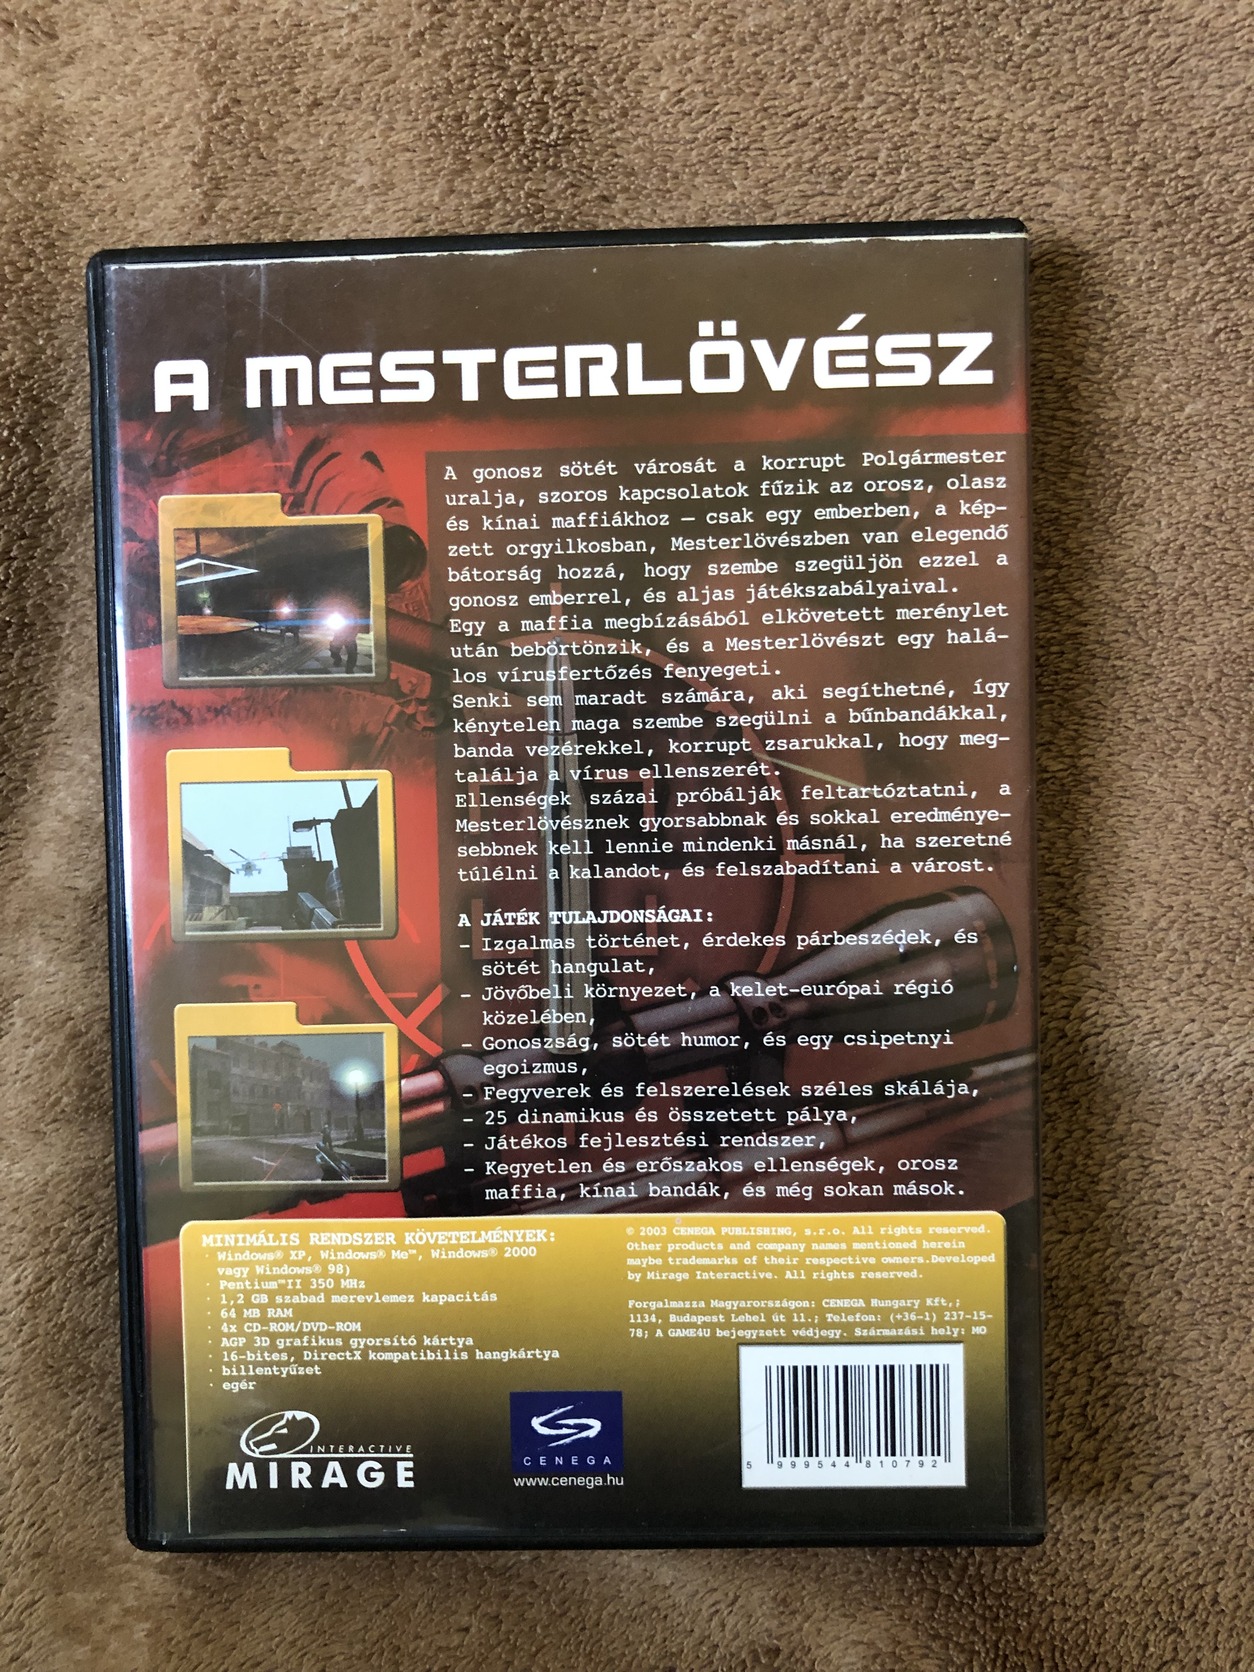 A MESTERLÖVÉSZ
A gonosz sötét városát a korrupt Polgármester
uralja, szoros kapcsolatok fűzik az orosz, olasz
és kínai maffiákhoz – csak egy emberben, a kép-
zett orgyilkosban, Mesterlövészben van elegendő
bátorság hozzá, hogy szembe szegüljön ezzel a
gonosz emberrel, és aljas játékszabályaival.
Egy a maffia megbízásából elkövetett merénylet
után bebörtönzik, és a Mesterlövészt egy halá-
los vírusfertőzés fenyegeti.
Senki sem maradt számára, aki segíthetné, így
kénytelen maga szembe szegülni a bűnbandákkal,
banda vezérekkel, korrupt zsarukkal, hogy meg-
találja a vírus ellenszerét.
Ellenségek százai próbálják feltartóztatni, a
Mesterlövésznek gyorsabbnak és sokkal eredménye-
sebbnek kell lennie mindenki másnál, ha szeretné
túlélni a kalandot, és felszabadítani a várost.
A JÁTÉK TULAJDONSÁGAI:
– Izgalmas történet, érdekes párbeszédek, és
sötét hangulat,
– Jövőbeli környezet, a kelet-európai régió
közelében,
– Gonoszság, sötét humor, és egy csipetnyi
egoizmus,
– Fegyverek és felszerelések széles skálája,
– 25 dinamikus és összetett pálya,
– Játékos fejlesztési rendszer,
– Kegyetlen és erőszakos ellenségek, orosz
maffia, kínai bandák, és még sokan mások.
MINIMÁLIS RENDSZER KÖVETELMÉNYEK:
· Windows® XP, Windows® Me™, Windows® 2000
vagy Windows® 98)
· Pentium™II 350 MHz
· 1,2 GB szabad merevlemez kapacitás
· 64 MB RAM
· 4x CD-ROM/DVD-ROM
· AGP 3D grafikus gyorsító kártya
· 16-bites, DirectX kompatibilis hangkártya
· billentyűzet
· egér
© 2003 CENEGA PUBLISHING, s.r.o. All rights reserved.
Other products and company names mentioned herein
maybe trademarks of their respective owners.Developed
by Mirage Interactive. All rights reserved.
Forgalmazza Magyarországon: CENEGA Hungary Kft,;
1134, Budapest Lehel út 11.; Telefon: (+36-1) 237-15-
78; A GAME4U bejegyzett védjegy. Származási hely: MO
INTERACTIVE
MIRAGE
CENEGA
www.cenega.hu
5 999544 810792